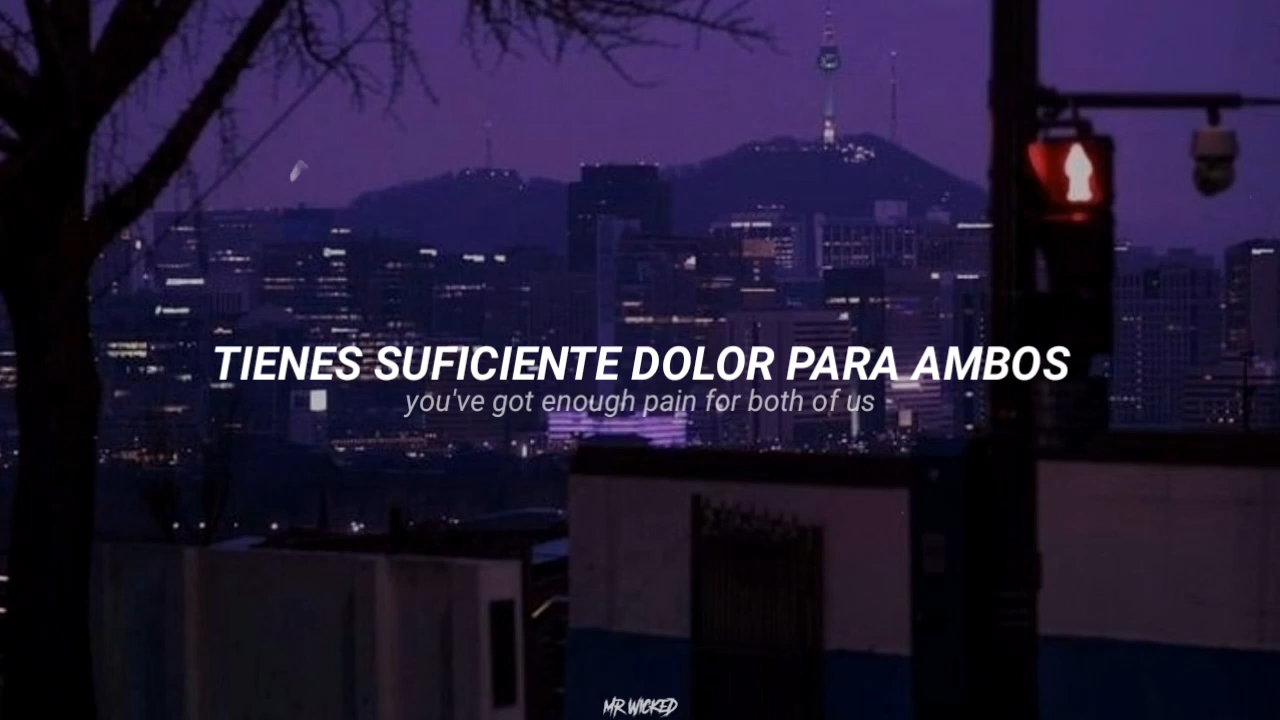 TIENES SUFICIENTE DOLOR PARA AMBOS
you've got enough pain for both of us
MR WICKED